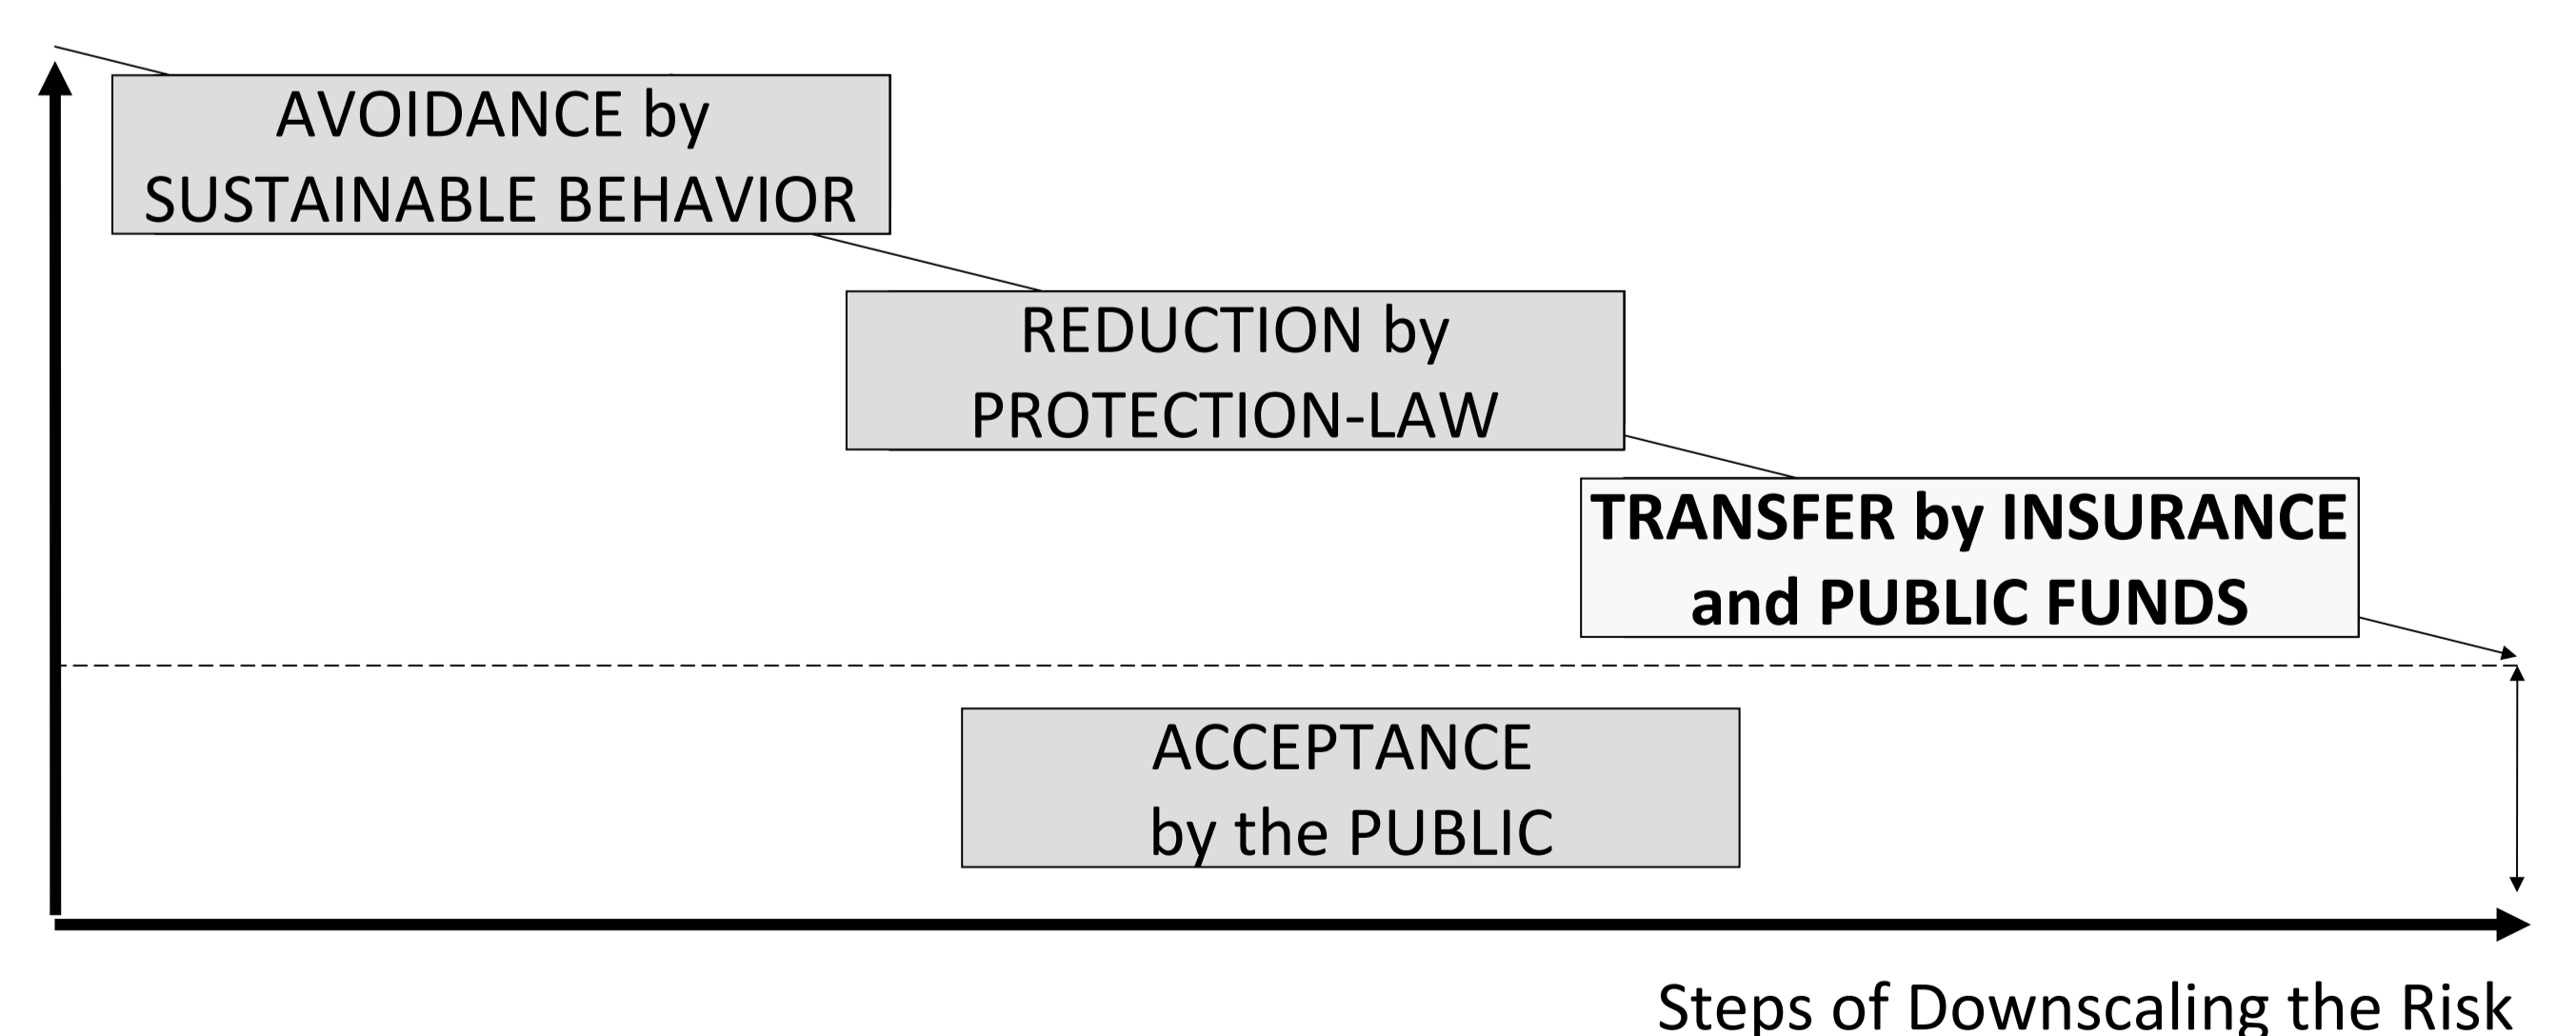 AVOIDANCE by
SUSTAINABLE BEHAVIOR
REDUCTION by
PROTECTION-LAW
TRANSFER by INSURANCE
and PUBLIC FUNDS
ACCEPTANCE
by the PUBLIC
Steps of Downscaling the Risk